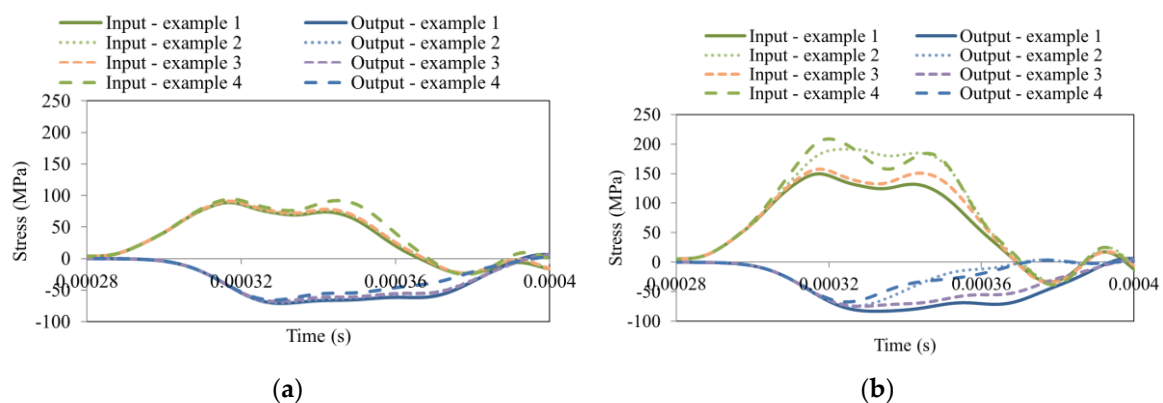 Input - example 1 Output - example 1
Input - example 2 Output - example 2
Input - example 3 Output - example 3
Input - example 4 Output - example 4
250
200
150
100
50
0
-50
-100
Stress (MPa)
0.00028 0.00032 0.00036 0.0004
Time (s)
(a)
Input - example 1 Output - example 1
Input - example 2 Output - example 2
Input - example 3 Output - example 3
Input - example 4 Output - example 4
250
200
150
100
50
0
-50
-100
Stress (MPa)
0.00028 0.00032 0.00036 0.0004
Time (s)
(b)